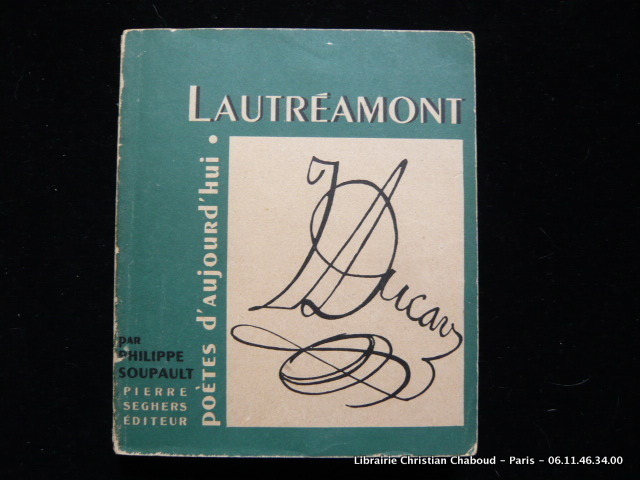 LAUTRÉAMONT
POÈTES d'AUJOURD'HUI •
Ducass
PAR
PHILIPPE
SOUPAULT
PIERRE
SEGHERS
ÉDITEUR
Librairie Christian Chaboud - Paris - 06.11.46.34.00